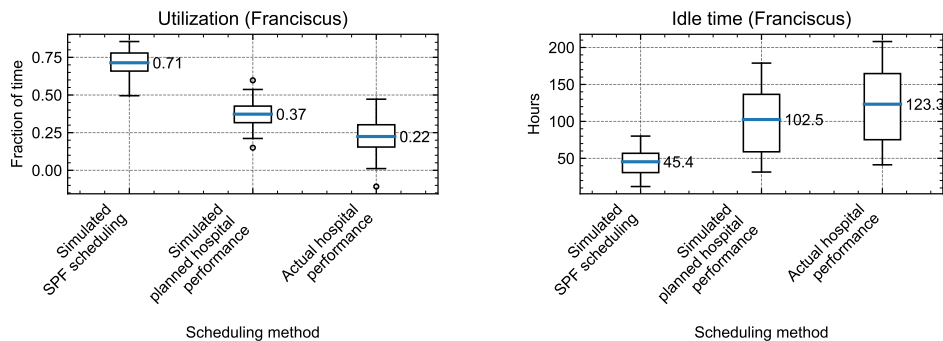 Utilization (Franciscus)
Fraction of time
0.75
0.50
0.25
0.00
0.71
0.37
0.22
Simulated
SPF scheduling
Simulated
planned hospital
performance
Actual hospital
performance
Scheduling method
Idle time (Franciscus)
Hours
200
150
100
50
45.4
102.5
123.3
Simulated
SPF scheduling
Simulated
planned hospital
performance
Actual hospital
performance
Scheduling method